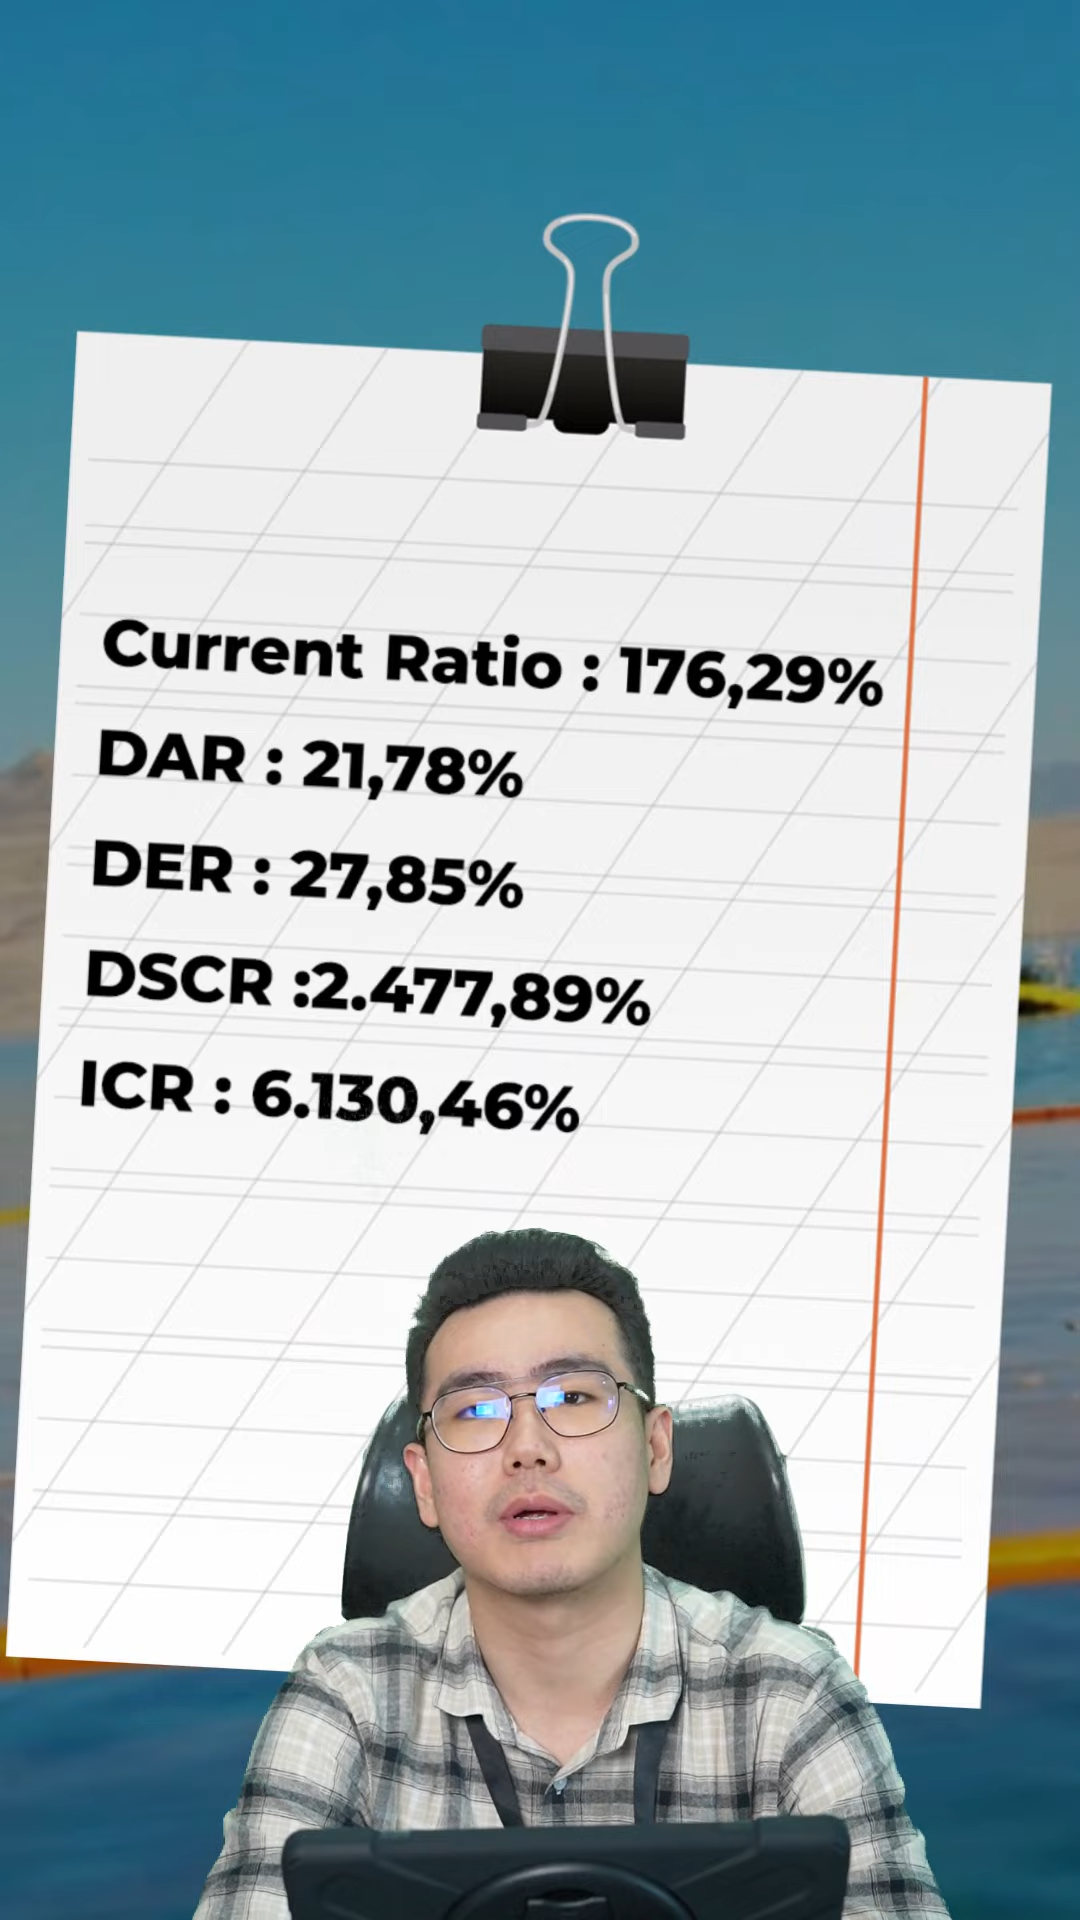 Current Ratio : 176,29%
DAR : 21,78%
DER : 27,85%
DSCR :2.477,89%
ICR : 6.130,46%